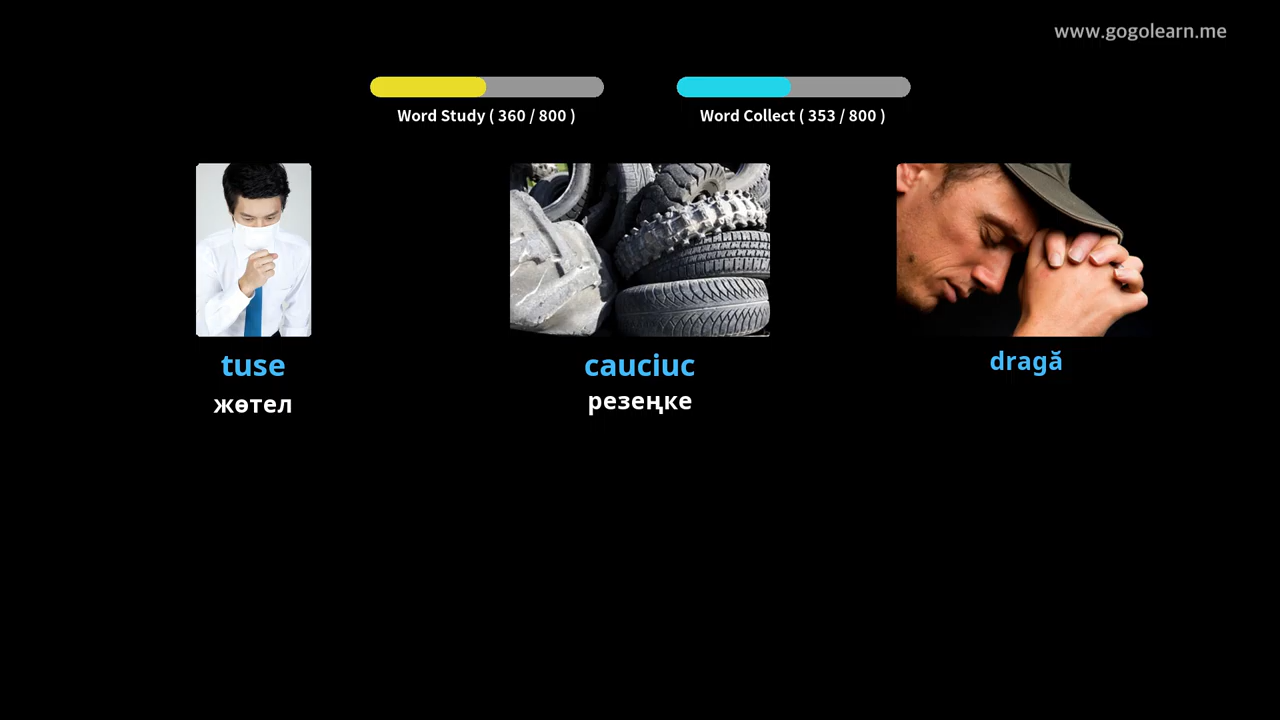 www.gogolearn.me
Word Study ( 360 / 800 )
Word Collect ( 353 / 800 )
tuse
cauciuc
dragă
жөтел
резеңке